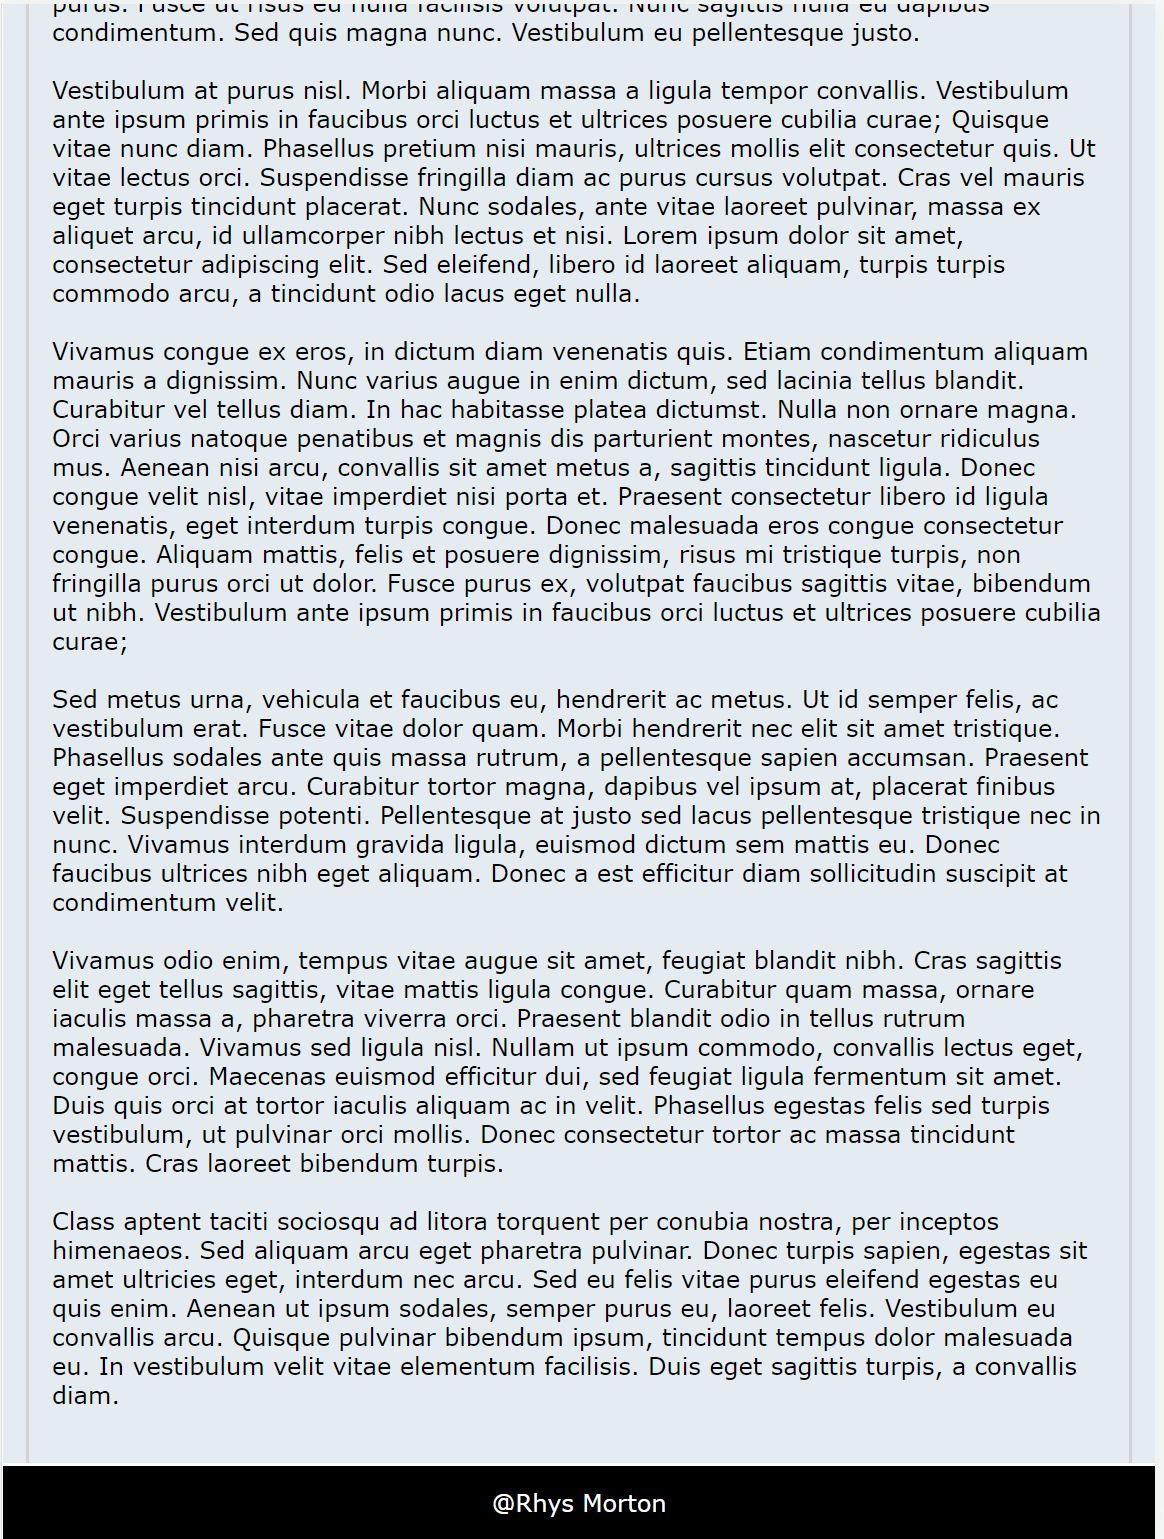 purus. Fusce ut risus eu nulla facilisis volutpat. Nunc sagittis nulla eu dapibus
condimentum. Sed quis magna nunc. Vestibulum eu pellentesque justo.
Vestibulum at purus nisl. Morbi aliquam massa a ligula tempor convallis. Vestibulum
ante ipsum primis in faucibus orci luctus et ultrices posuere cubilia curae; Quisque
vitae nunc diam. Phasellus pretium nisi mauris, ultrices mollis elit consectetur quis. Ut
vitae lectus orci. Suspendisse fringilla diam ac purus cursus volutpat. Cras vel mauris
eget turpis tincidunt placerat. Nunc sodales, ante vitae laoreet pulvinar, massa ex
aliquet arcu, id ullamcorper nibh lectus et nisi. Lorem ipsum dolor sit amet,
consectetur adipiscing elit. Sed eleifend, libero id laoreet aliquam, turpis turpis
commodo arcu, a tincidunt odio lacus eget nulla.
Vivamus congue ex eros, in dictum diam venenatis quis. Etiam condimentum aliquam
mauris a dignissim. Nunc varius augue in enim dictum, sed lacinia tellus blandit.
Curabitur vel tellus diam. In hac habitasse platea dictumst. Nulla non ornare magna.
Orci varius natoque penatibus et magnis dis parturient montes, nascetur ridiculus
mus. Aenean nisi arcu, convallis sit amet metus a, sagittis tincidunt ligula. Donec
congue velit nisl, vitae imperdiet nisi porta et. Praesent consectetur libero id ligula
venenatis, eget interdum turpis congue. Donec malesuada eros congue consectetur
congue. Aliquam mattis, felis et posuere dignissim, risus mi tristique turpis, non
fringilla purus orci ut dolor. Fusce purus ex, volutpat faucibus sagittis vitae, bibendum
ut nibh. Vestibulum ante ipsum primis in faucibus orci luctus et ultrices posuere cubilia
curae;
Sed metus urna, vehicula et faucibus eu, hendrerit ac metus. Ut id semper felis, ac
vestibulum erat. Fusce vitae dolor quam. Morbi hendrerit nec elit sit amet tristique.
Phasellus sodales ante quis massa rutrum, a pellentesque sapien accumsan. Praesent
eget imperdiet arcu. Curabitur tortor magna, dapibus vel ipsum at, placerat finibus
velit. Suspendisse potenti. Pellentesque at justo sed lacus pellentesque tristique nec in
nunc. Vivamus interdum gravida ligula, euismod dictum sem mattis eu. Donec
faucibus ultrices nibh eget aliquam. Donec a est efficitur diam sollicitudin suscipit at
condimentum velit.
Vivamus odio enim, tempus vitae augue sit amet, feugiat blandit nibh. Cras sagittis
elit eget tellus sagittis, vitae mattis ligula congue. Curabitur quam massa, ornare
iaculis massa a, pharetra viverra orci. Praesent blandit odio in tellus rutrum
malesuada. Vivamus sed ligula nisl. Nullam ut ipsum commodo, convallis lectus eget,
congue orci. Maecenas euismod efficitur dui, sed feugiat ligula fermentum sit amet.
Duis quis orci at tortor iaculis aliquam ac in velit. Phasellus egestas felis sed turpis
vestibulum, ut pulvinar orci mollis. Donec consectetur tortor ac massa tincidunt
mattis. Cras laoreet bibendum turpis.
Class aptent taciti sociosqu ad litora torquent per conubia nostra, per inceptos
himenaeos. Sed aliquam arcu eget pharetra pulvinar. Donec turpis sapien, egestas sit
amet ultricies eget, interdum nec arcu. Sed eu felis vitae purus eleifend egestas eu
quis enim. Aenean ut ipsum sodales, semper purus eu, laoreet felis. Vestibulum eu
convallis arcu. Quisque pulvinar bibendum ipsum, tincidunt tempus dolor malesuada
eu. In vestibulum velit vitae elementum facilisis. Duis eget sagittis turpis, a convallis
diam.
@Rhys Morton